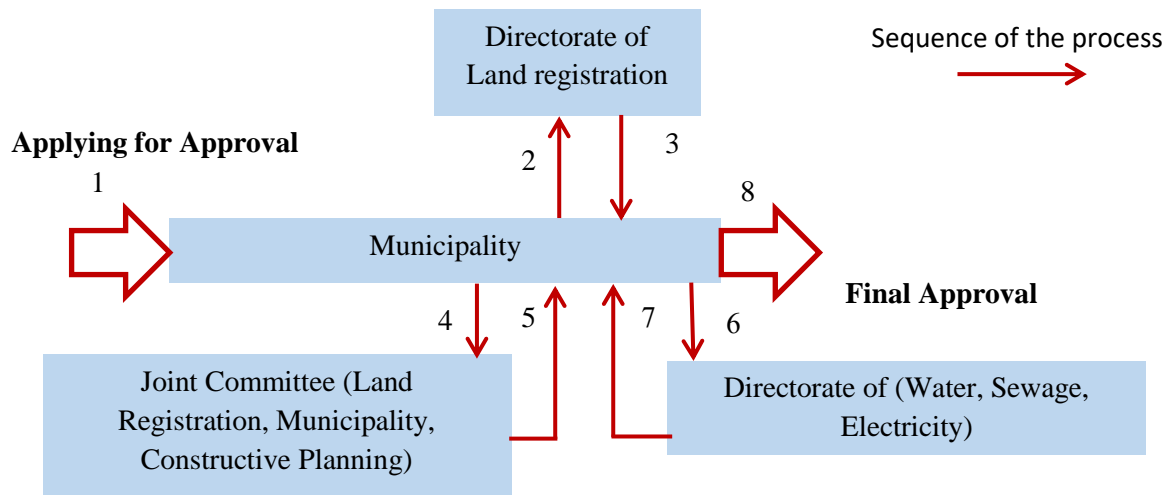 Directorate of
Land registration
Sequence of the process
Applying for Approval
1
2
3
8
Municipality
Final Approval
4
5
7
6
Joint Committee (Land
Registration, Municipality,
Constructive Planning)
Directorate of (Water, Sewage,
Electricity)